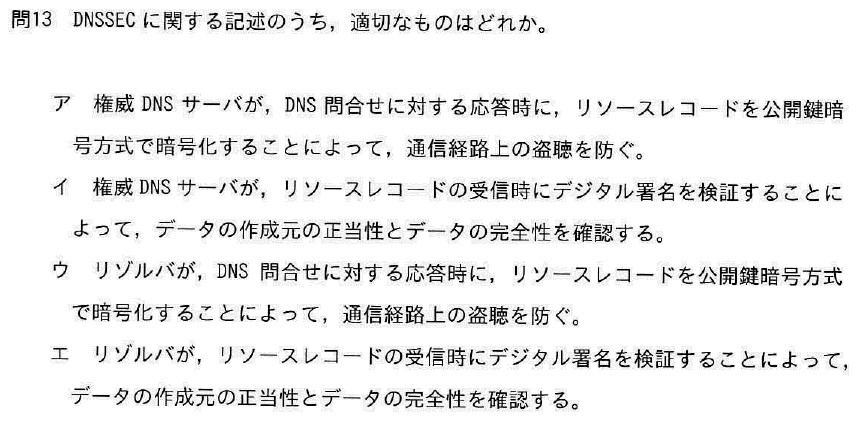 問13 DNSSECに関する記述のうち，適切なものはどれか。
ア 権威DNSサーバが，DNS問合せに対する応答時に，リソースレコードを公開鍵暗
号方式で暗号化することによって，通信経路上の盗聴を防ぐ。
イ 権威DNSサーバが，リソースレコードの受信時にデジタル署名を検証することに
よって，データの作成元の正当性とデータの完全性を確認する。
ウ リゾルバが，DNS問合せに対する応答時に，リソースレコードを公開鍵暗号方式
で暗号化することによって，通信経路上の盗聴を防ぐ。
エ リゾルバが，リソースレコードの受信時にデジタル署名を検証することによって，
データの作成元の正当性とデータの完全性を確認する。